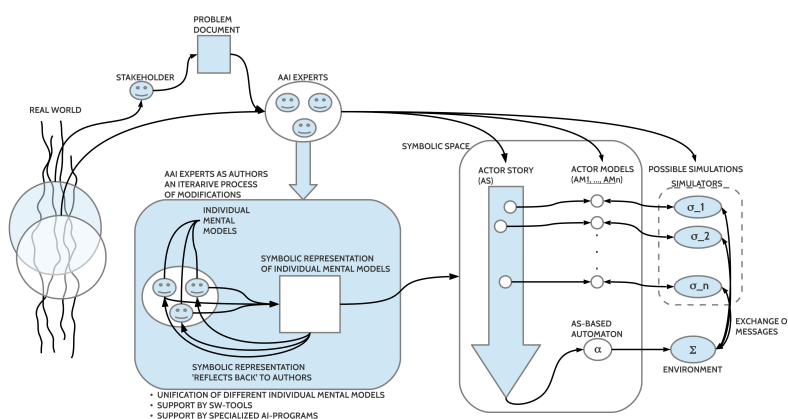 PROBLEM
DOCUMENT
STAKEHOLDER
AAI EXPERTS
REAL WORLD
SYMBOLIC SPACE
AAI EXPERTS AS AUTHORS
AN ITERARIVE PROCESS
OF MODIFICATIONS
ACTOR STORY
(AS)
ACTOR MODELS
(AM1, ..., AMn)
POSSIBLE SIMULATIONS
SIMULATORS
INDIVIDUAL
MENTAL
MODELS
σ_1
σ_2
SYMBOLIC REPRESENTATION
OF INDIVIDUAL MENTAL MODELS
σ_n
EXCHANGE O
MESSAGES
AS-BASED
AUTOMATON
α
Σ
ENVIRONMENT
SYMBOLIC REPRESENTATION
'REFLECTS BACK' TO AUTHORS
• UNIFICATION OF DIFFERENT INDIVIDUAL MENTAL MODELS
• SUPPORT BY SW-TOOLS
• SUPPORT BY SPECIALIZED AI-PROGRAMS